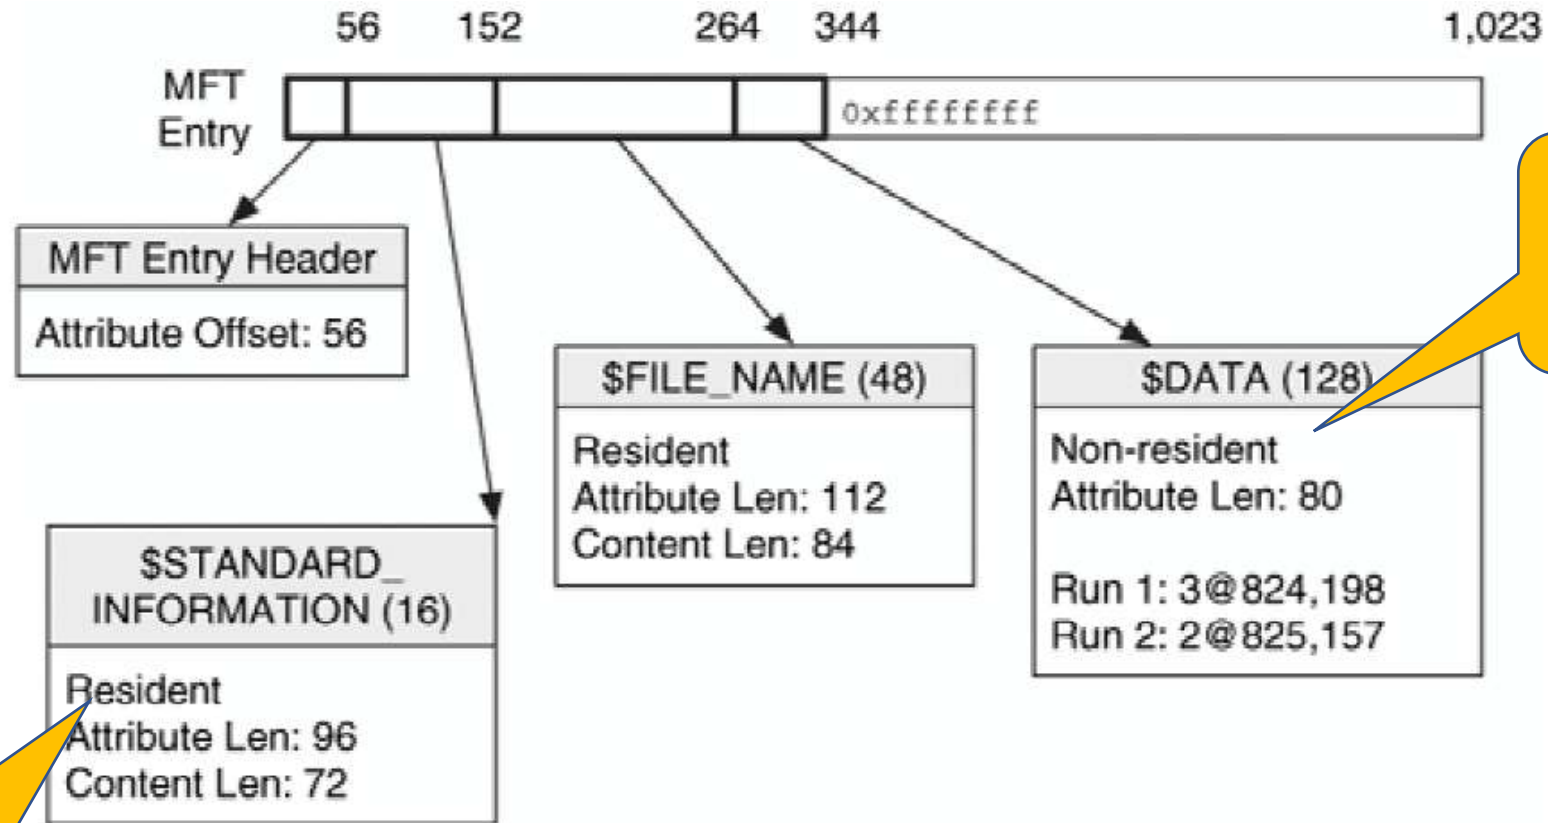 56 152 264 344 1,023
MFT
Entry
0xffffffff
MFT Entry Header
Attribute Offset: 56
$STANDARD_
INFORMATION (16)
Resident
Attribute Len: 96
Content Len: 72
$FILE_NAME (48)
Resident
Attribute Len: 112
Content Len: 84
$DATA (128)
Non-resident
Attribute Len: 80
Run 1: 3@824,198
Run 2: 2@825,157